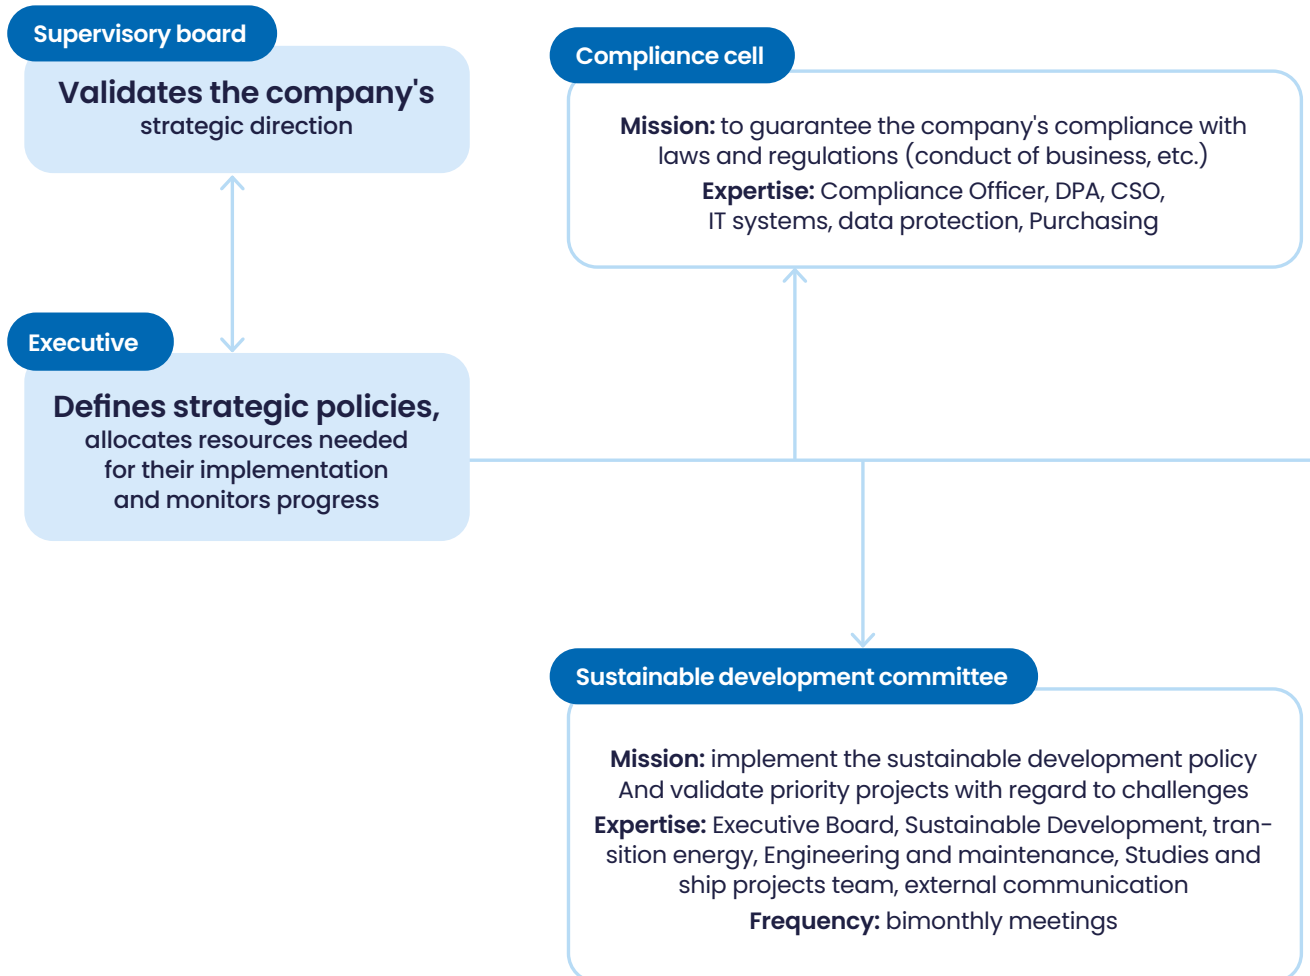 Supervisory board
Validates the company's
strategic direction
Compliance cell
Mission: to guarantee the company's compliance with
laws and regulations (conduct of business, etc.)
Expertise: Compliance Officer, DPA, CSO,
IT systems, data protection, Purchasing
Executive
Defines strategic policies,
allocates resources needed
for their implementation
and monitors progress
Sustainable development committee
Mission: implement the sustainable development policy
And validate priority projects with regard to challenges
Expertise: Executive Board, Sustainable Development, tran-
sition energy, Engineering and maintenance, Studies and
ship projects team, external communication
Frequency: bimonthly meetings